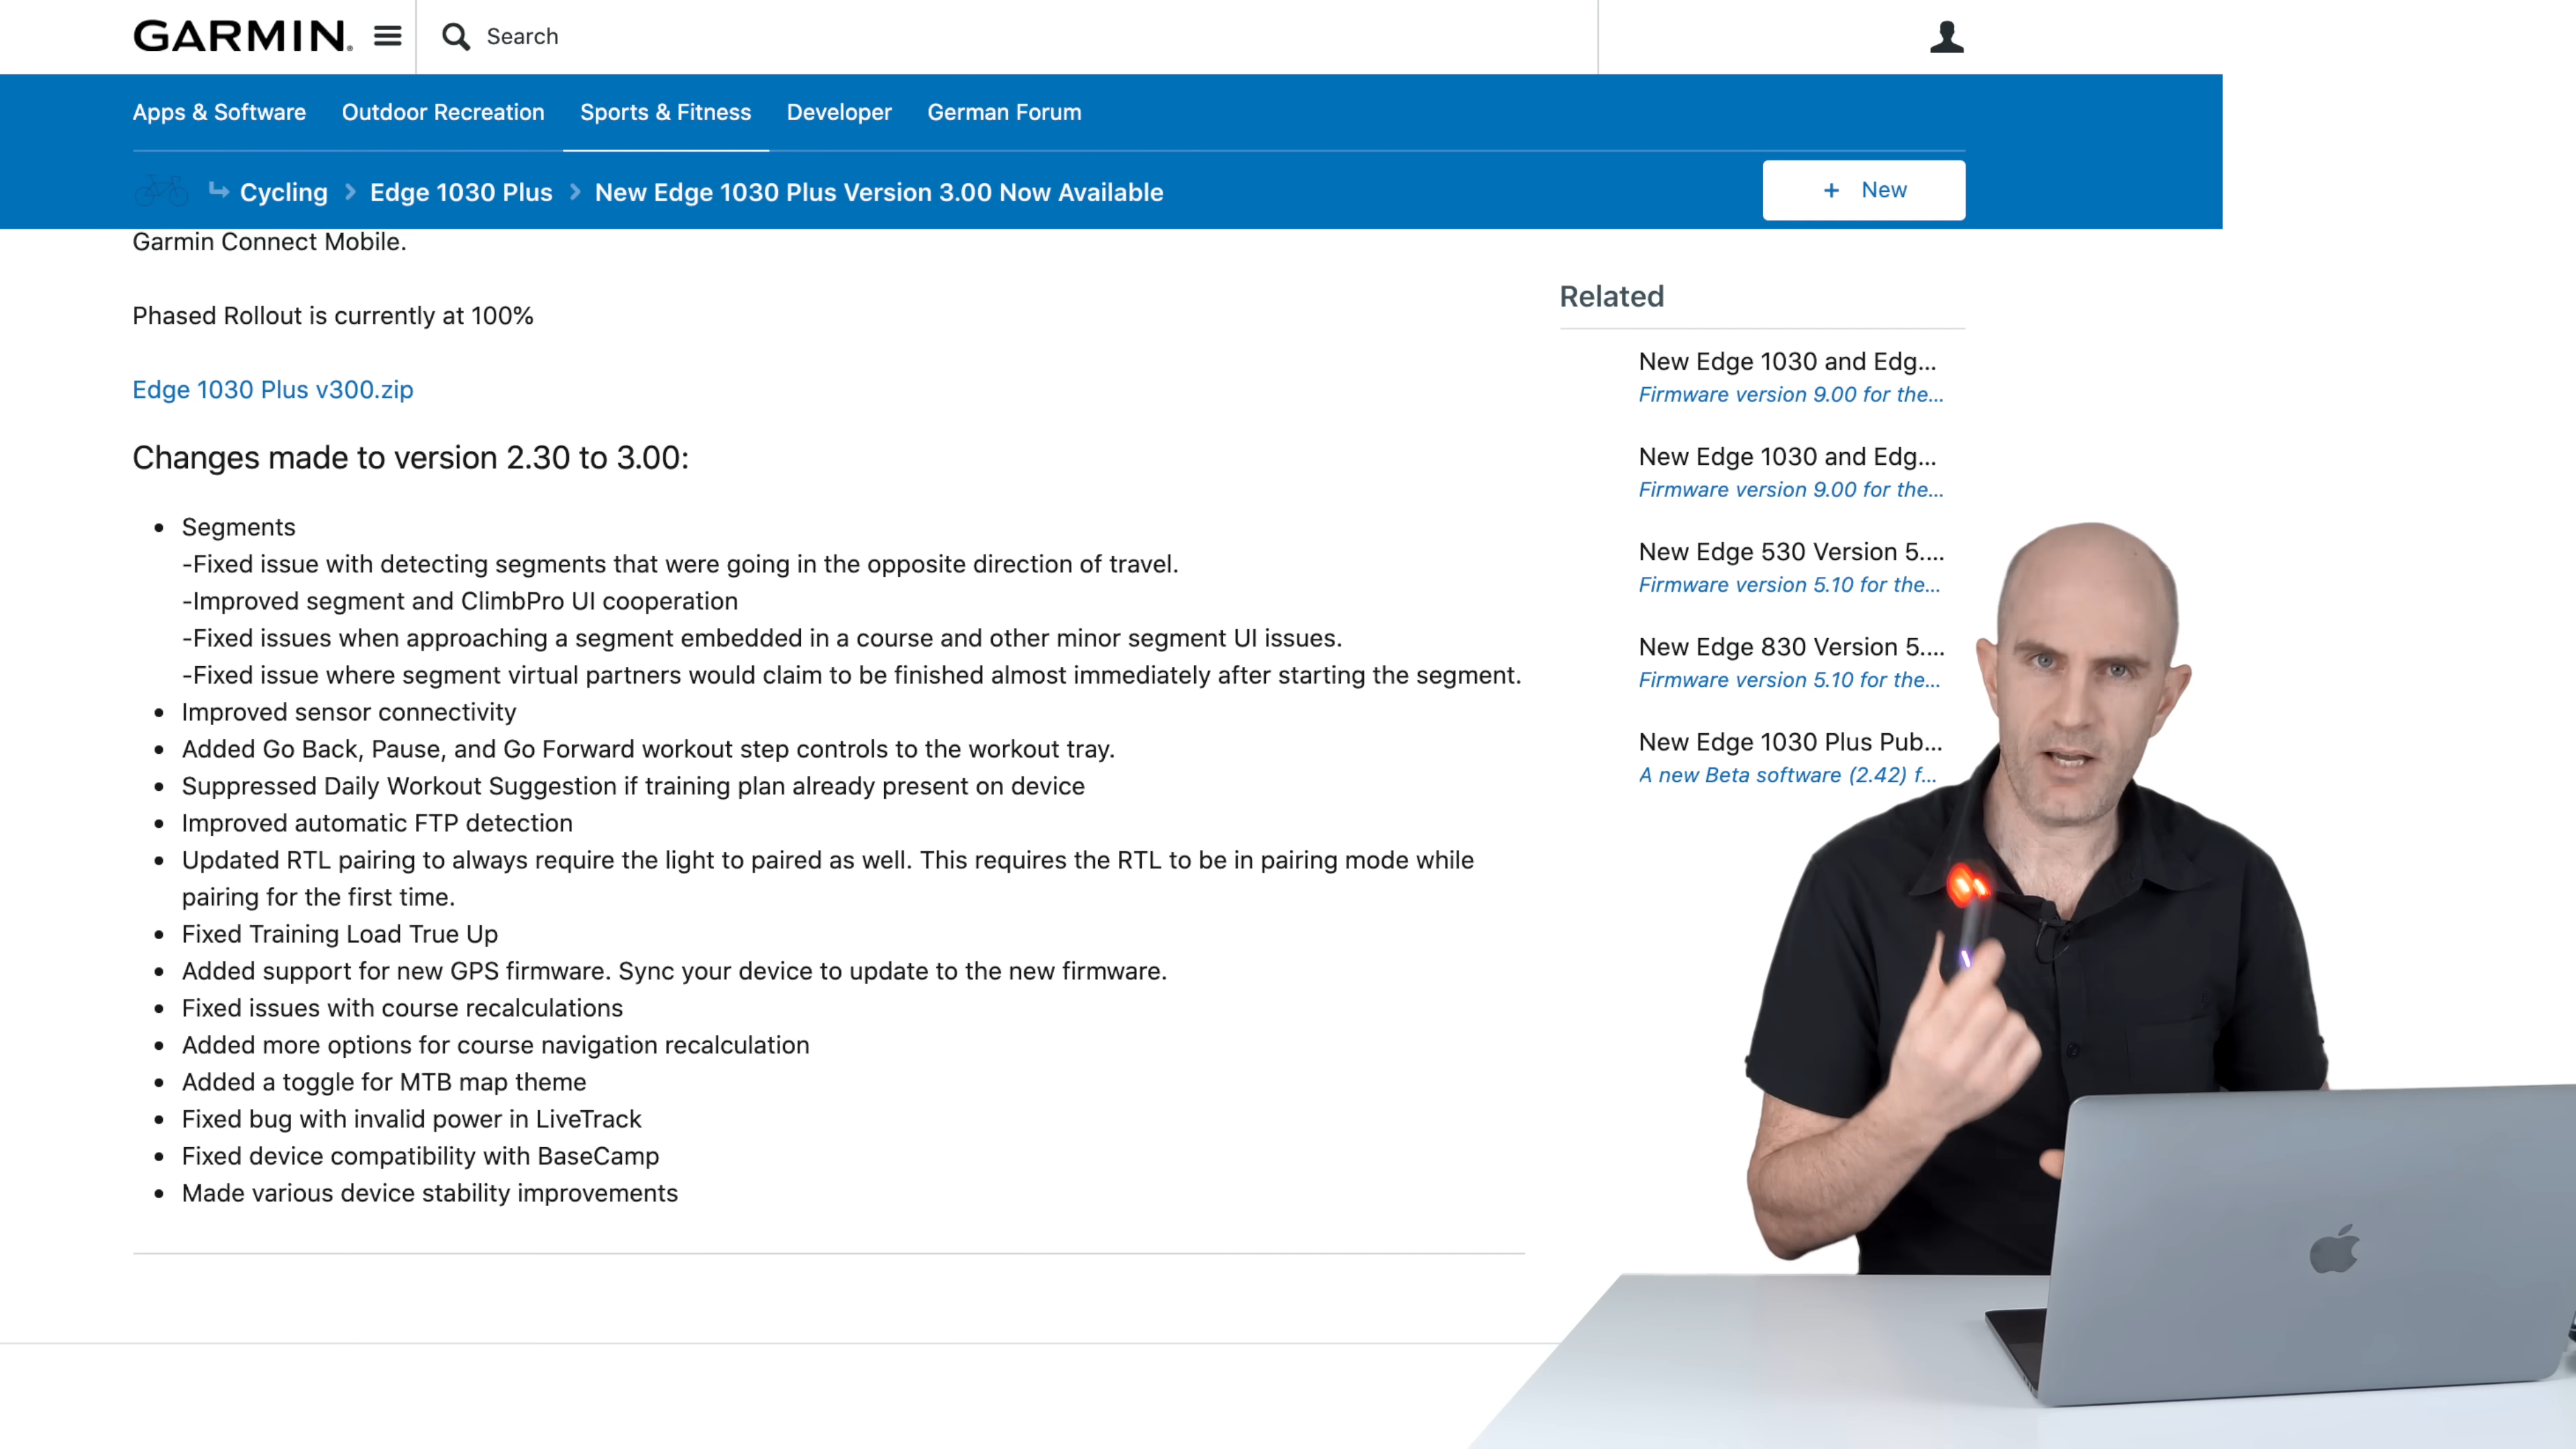 GARMIN
Search
Apps & Software
Outdoor Recreation
Sports & Fitness
Developer
German Forum
Cycling
Edge 1030 Plus
New Edge 1030 Plus Version 3.00 Now Available
+ New
Garmin Connect Mobile.
Phased Rollout is currently at 100%
Edge 1030 Plus v300.zip
Changes made to version 2.30 to 3.00:
• Segments
-Fixed issue with detecting segments that were going in the opposite direction of travel.
-Improved segment and ClimbPro UI cooperation
-Fixed issues when approaching a segment embedded in a course and other minor segment UI issues.
-Fixed issue where segment virtual partners would claim to be finished almost immediately after starting the segment.
• Improved sensor connectivity
• Added Go Back, Pause, and Go Forward workout step controls to the workout tray.
• Suppressed Daily Workout Suggestion if training plan already present on device
• Improved automatic FTP detection
• Updated RTL pairing to always require the light to paired as well. This requires the RTL to be in pairing mode while
pairing for the first time.
• Fixed Training Load True Up
• Added support for new GPS firmware. Sync your device to update to the new firmware.
• Fixed issues with course recalculations
• Added more options for course navigation recalculation
• Added a toggle for MTB map theme
• Fixed bug with invalid power in LiveTrack
• Fixed device compatibility with BaseCamp
• Made various device stability improvements
Related
New Edge 1030 and Edg...
Firmware version 9.00 for the...
New Edge 1030 and Edg...
Firmware version 9.00 for the...
New Edge 530 Version 5....
Firmware version 5.10 for the...
New Edge 830 Version 5....
Firmware version 5.10 for the...
New Edge 1030 Plus Pub...
A new Beta software (2.42) f...